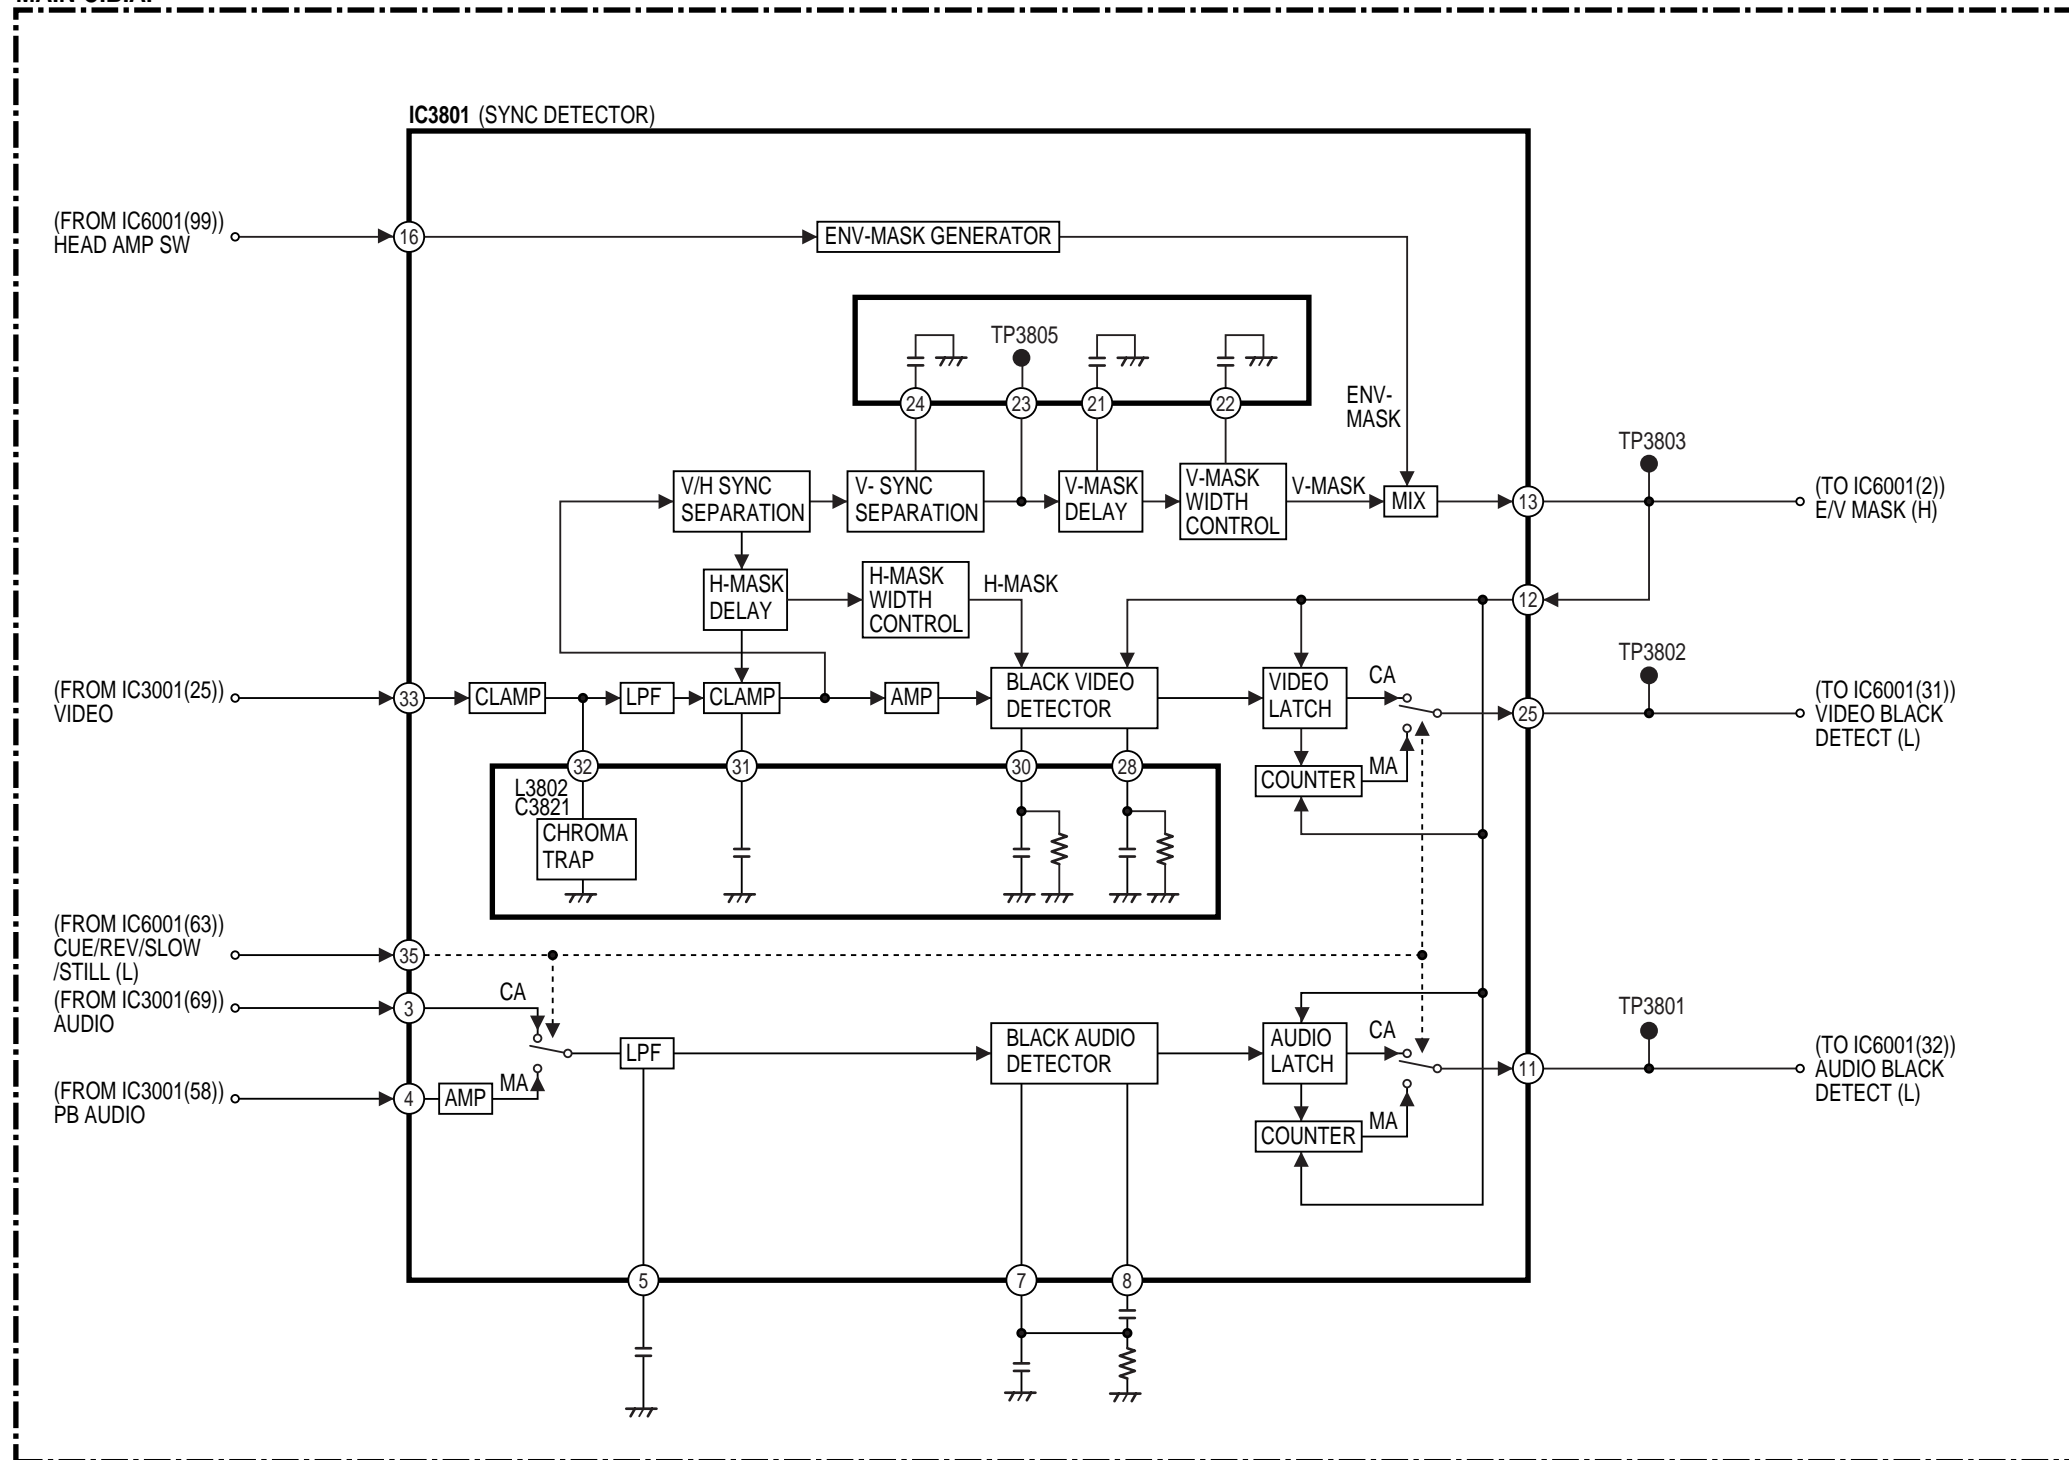 IC3801 (SYNC DETECTOR)
(FROM IC6001(99))
HEAD AMP SW
16
ENV-MASK GENERATOR
TP3805
24
23
21
22
ENV-
MASK
TP3803
V/H SYNC
SEPARATION
V- SYNC
SEPARATION
V-MASK
DELAY
V-MASK
WIDTH
CONTROL
V-MASK
MIX
13
(TO IC6001(2))
E/V MASK (H)
H-MASK
DELAY
H-MASK
WIDTH
CONTROL
H-MASK
12
TP3802
(FROM IC3001(25))
VIDEO
33
CLAMP
LPF
CLAMP
AMP
BLACK VIDEO
DETECTOR
VIDEO
LATCH
CA
25
(TO IC6001(31))
VIDEO BLACK
DETECT (L)
32
31
30
28
COUNTER
MA
L3802
C3821
CHROMA
TRAP
(FROM IC6001(63))
CUE/REV/SLOW
/STILL (L)
35
(FROM IC3001(69))
AUDIO
3
CA
TP3801
LPF
BLACK AUDIO
DETECTOR
AUDIO
LATCH
CA
11
(TO IC6001(32))
AUDIO BLACK
DETECT (L)
(FROM IC3001(58))
PB AUDIO
4
AMP
MA
COUNTER
MA
5
7
8